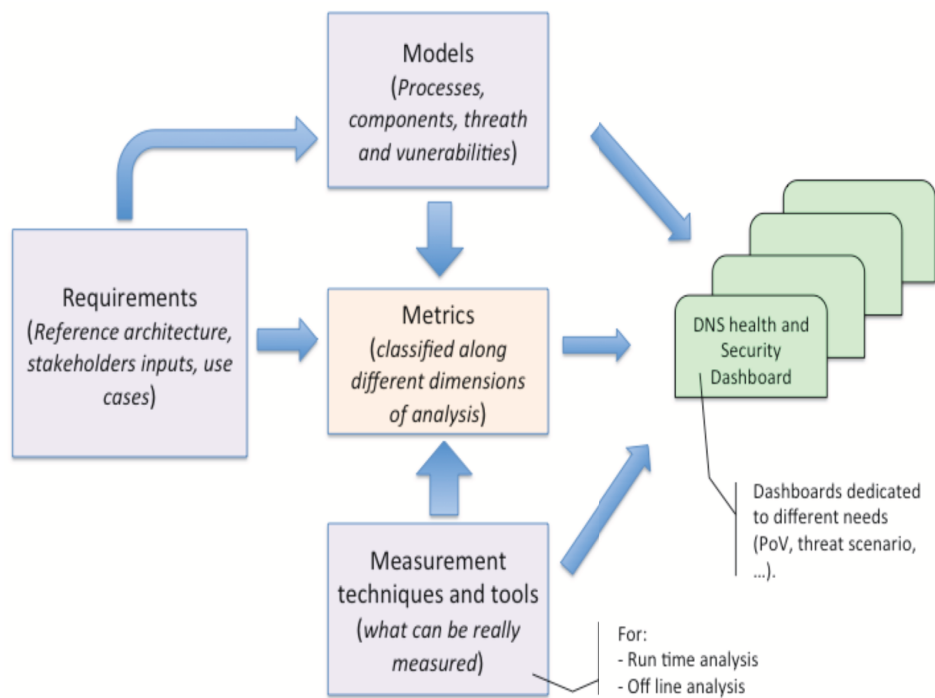 Models
(Processes,
components, threath
and vunerabilities)
Requirements
(Reference architecture,
stakeholders inputs, use
cases)
Metrics
(classified along
different dimensions
of analysis)
DNS health and
Security
Dashboard
Dashboards dedicated
to different needs
(PoV, threat scenario,
...).
Measurement
techniques and tools
(what can be really
measured)
For:
- Run time analysis
- Off line analysis